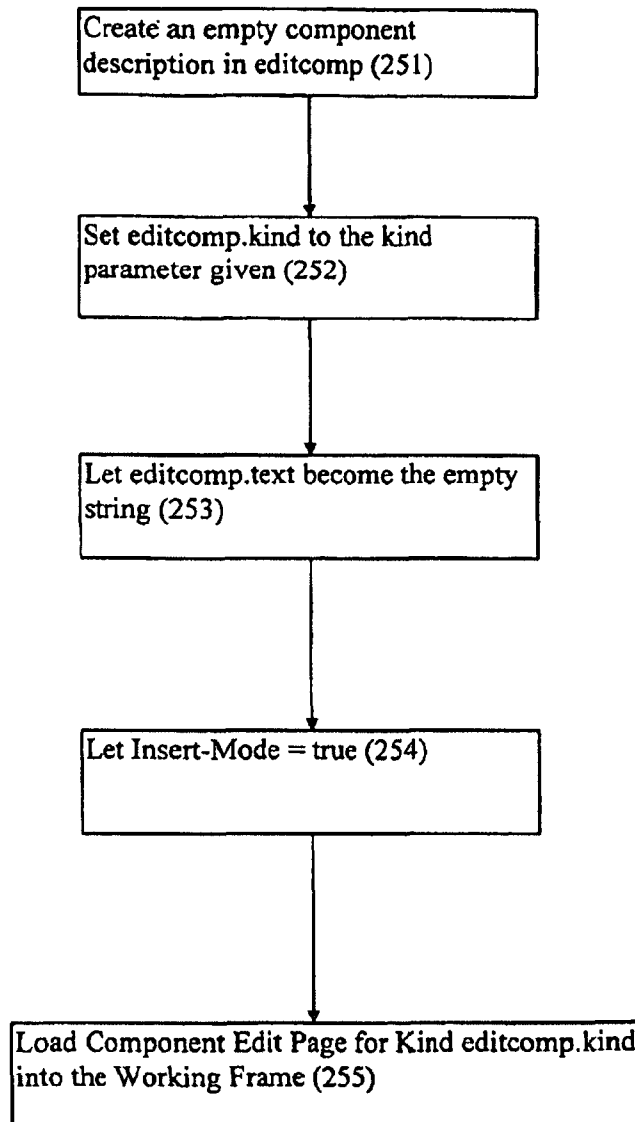 Create an empty component
description in editcomp (251)
Set editcomp.kind to the kind
parameter given (252)
Let editcomp.text become the empty
string (253)
Let Insert-Mode = true (254)
Load Component Edit Page for Kind editcomp.kind
into the Working Frame (255)